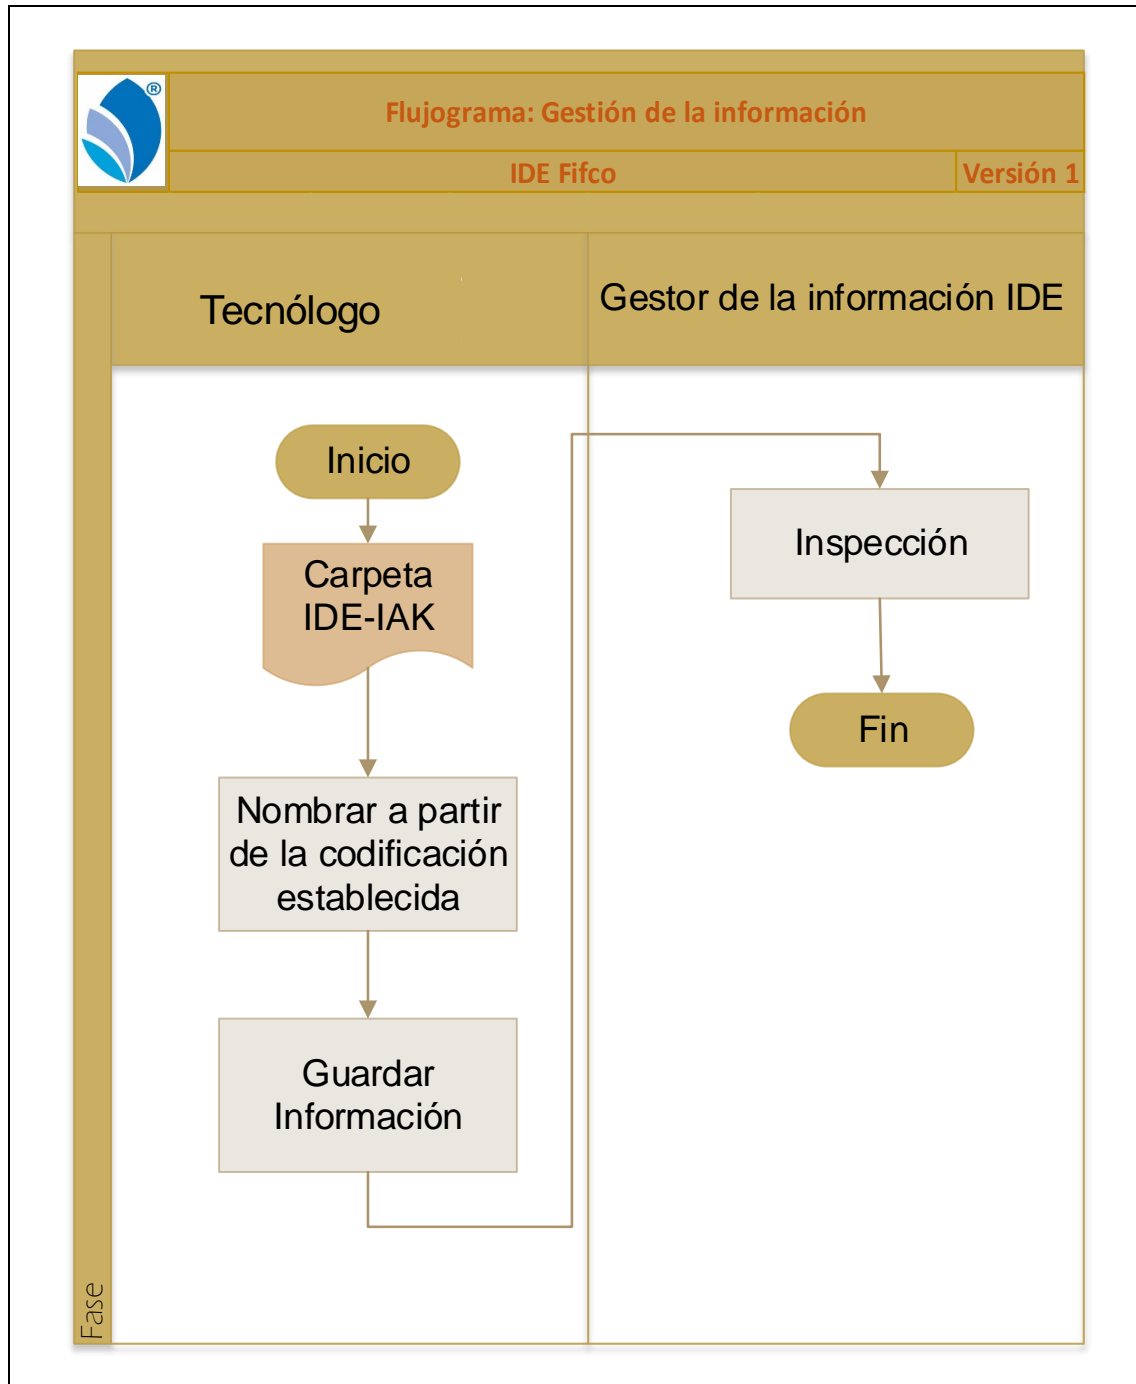 ®
Flujograma: Gestión de la información
IDE Fifco
Versión 1
Tecnólogo
Gestor de la información IDE
Inicio
Carpeta
IDE-IAK
Nombrar a partir
de la codificación
establecida
Guardar
Información
Inspección
Fin
Fase